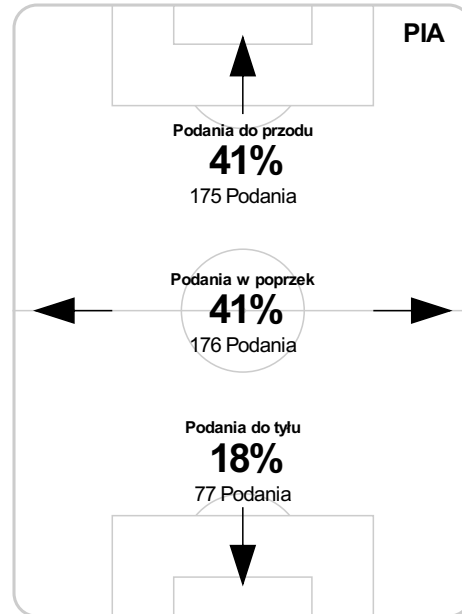 PIA
Podania do przodu
41%
175 Podania
Podania w poprzek
41%
176 Podania
Podania do tyłu
18%
77 Podania